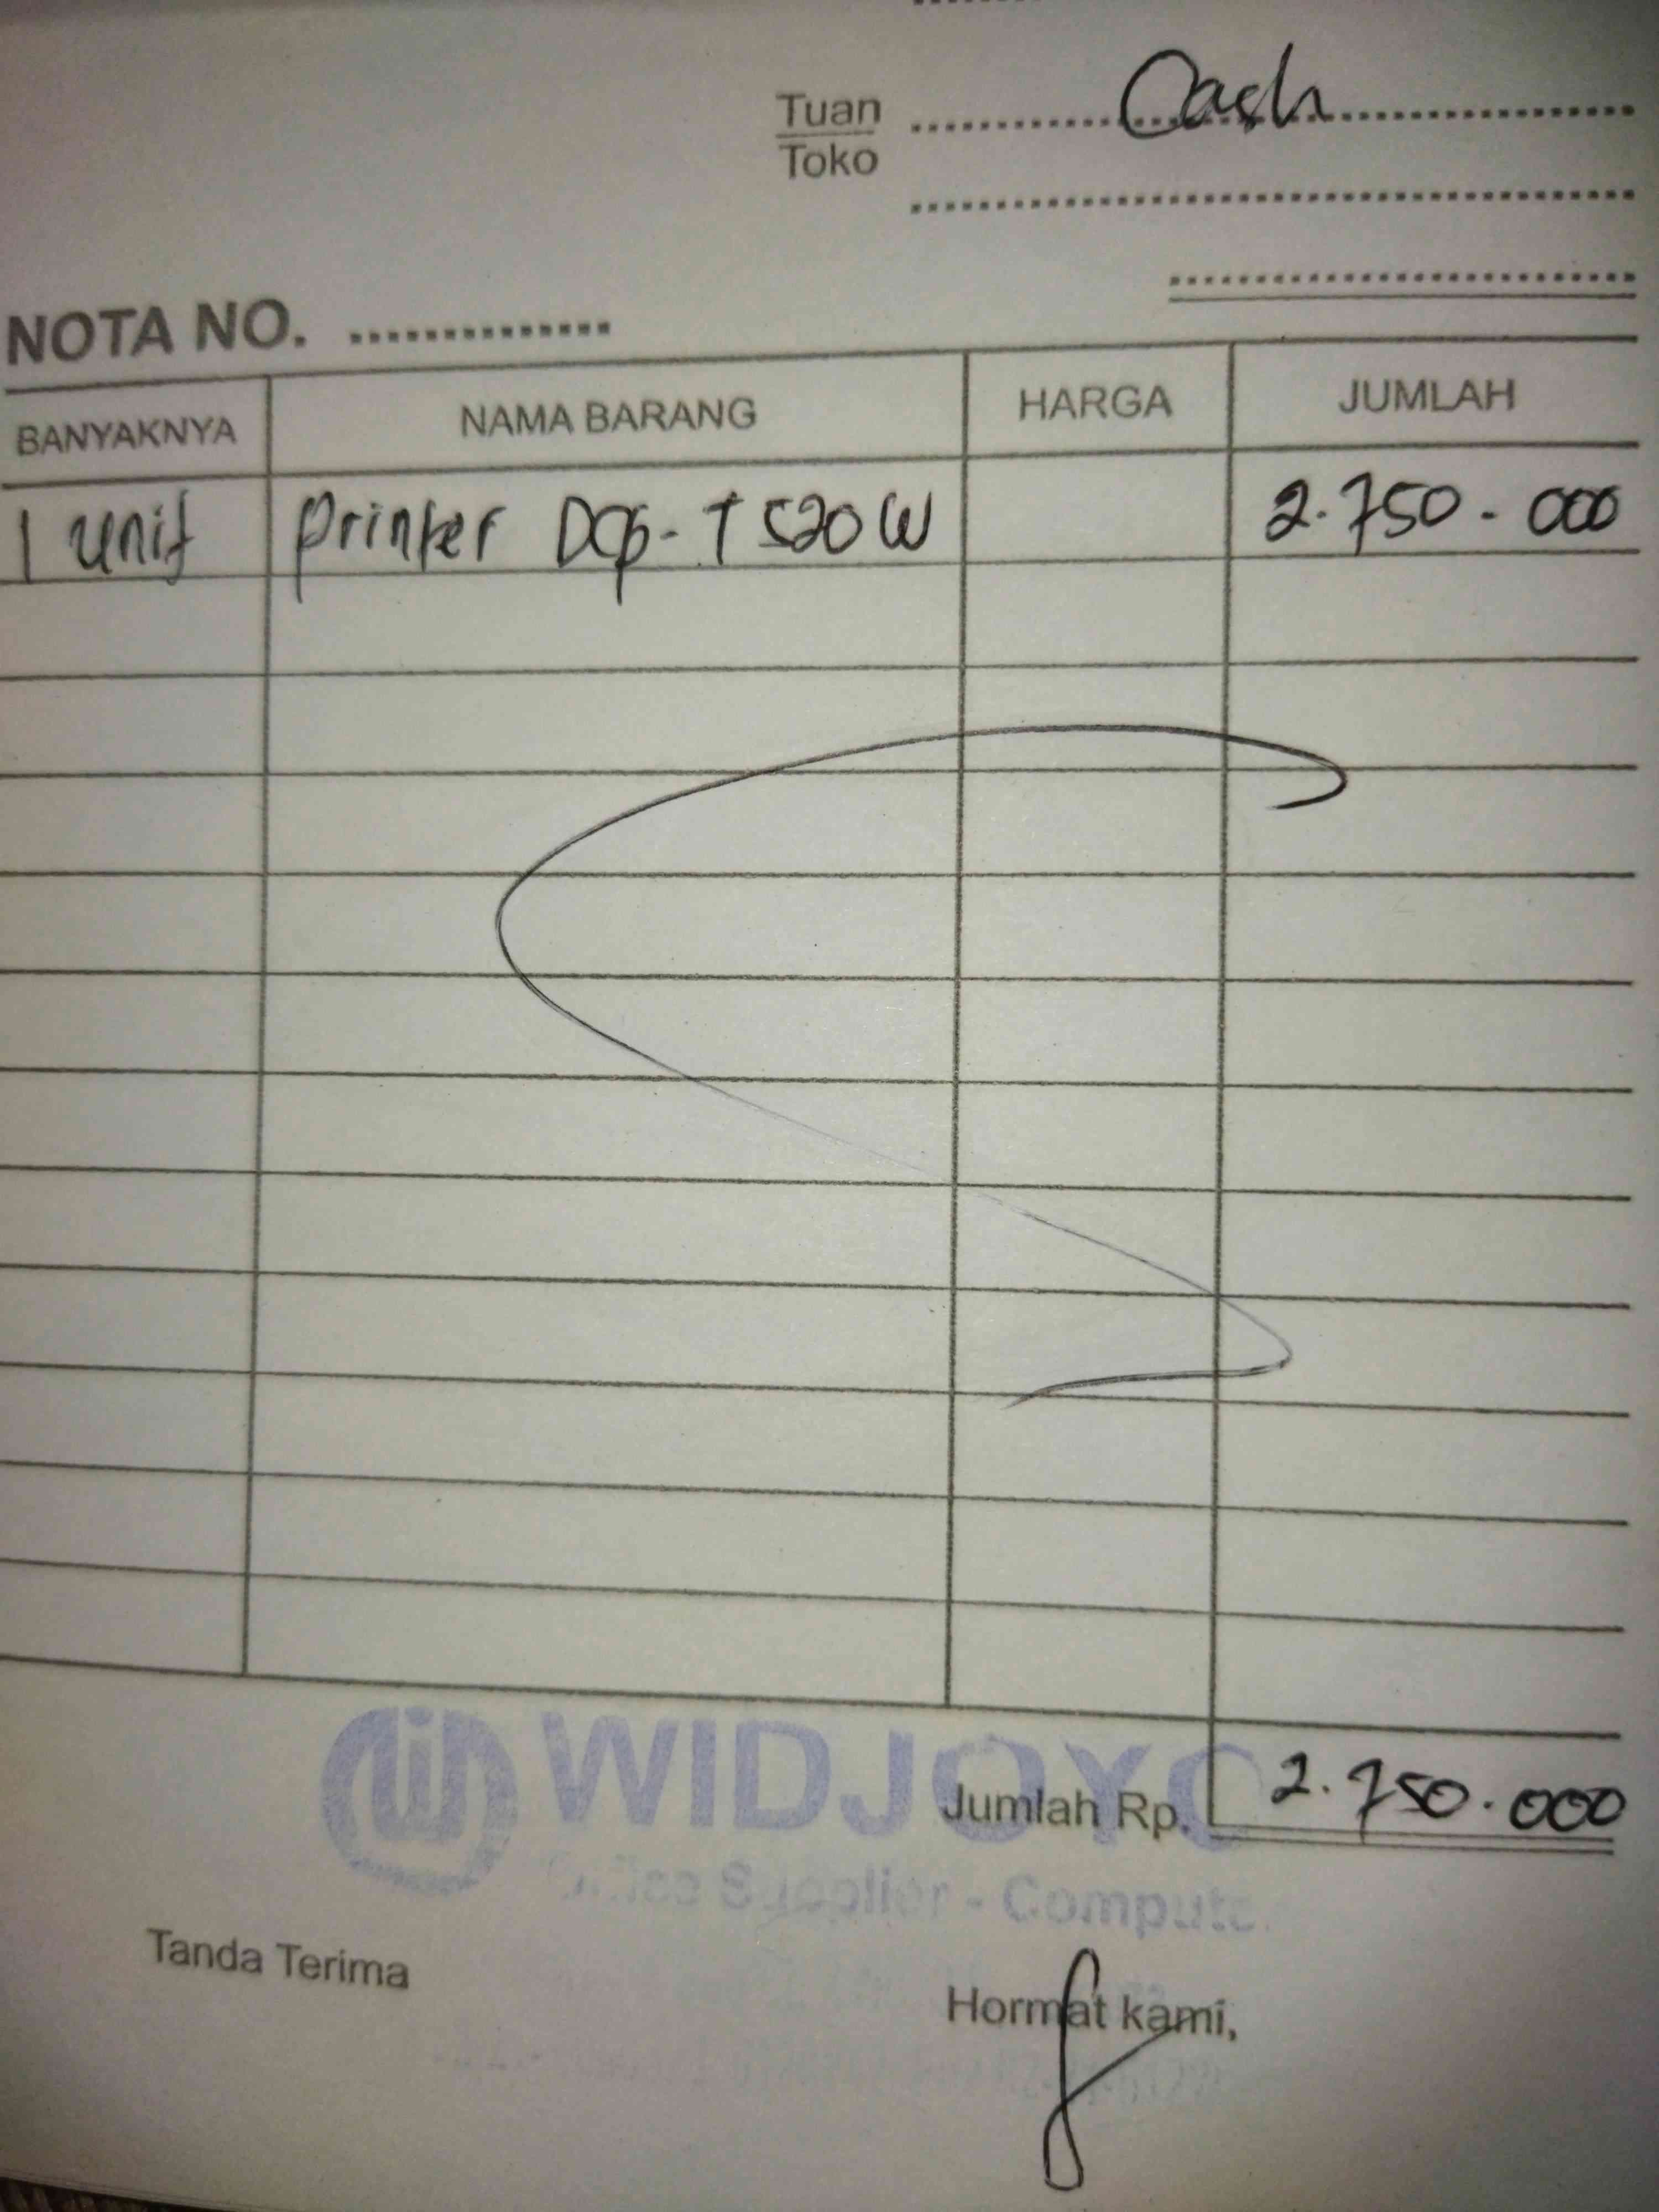 Tuan Cash
Toko
NOTA NO.
BANYAKNYA NAMA BARANG HARGA JUMLAH
1 unit Printer DCP-T520W 2.750.000
WIDJOYO
Jumlah Rp. 2.750.000
Office Supplier - Computer
Tanda Terima
Hormat kami,